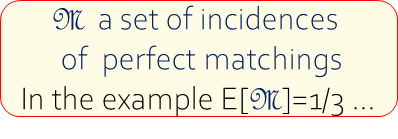 𝔐 a set of incidences
of perfect matchings
In the example E[𝔐]=1/3 ...